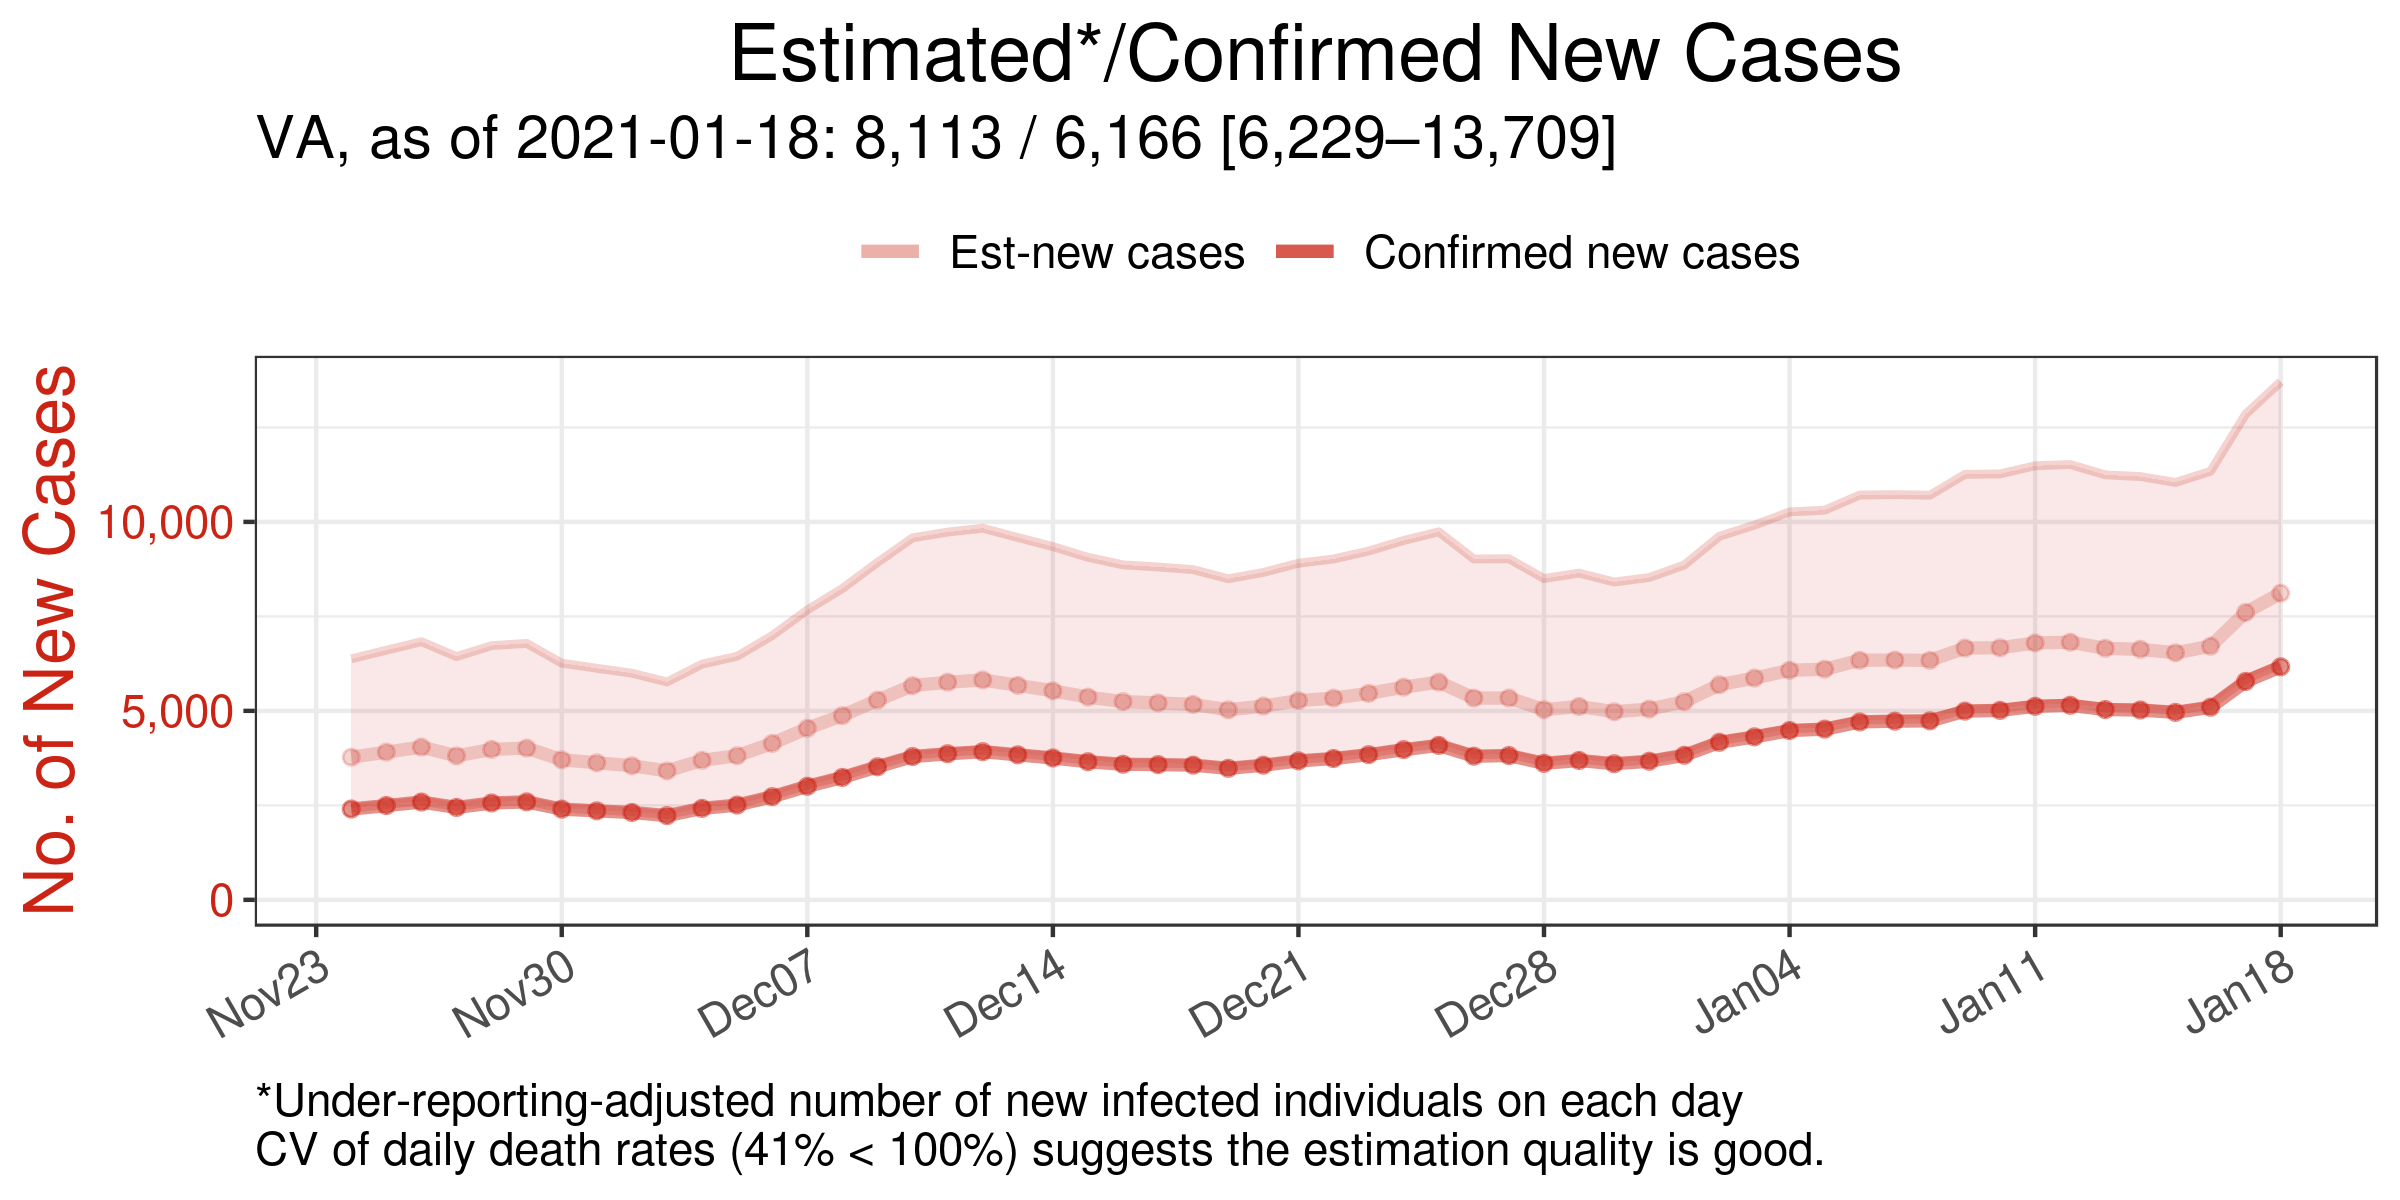 Estimated*/Confirmed New Cases
VA, as of 2021-01-18: 8,113 / 6,166 [6,229–13,709]
Est-new cases
Confirmed new cases
No. of New Cases
10,000
5,000
0
Nov23
Nov30
Dec07
Dec14
Dec21
Dec28
Jan04
Jan11
Jan18
*Under-reporting-adjusted number of new infected individuals on each day
CV of daily death rates (41% < 100%) suggests the estimation quality is good.